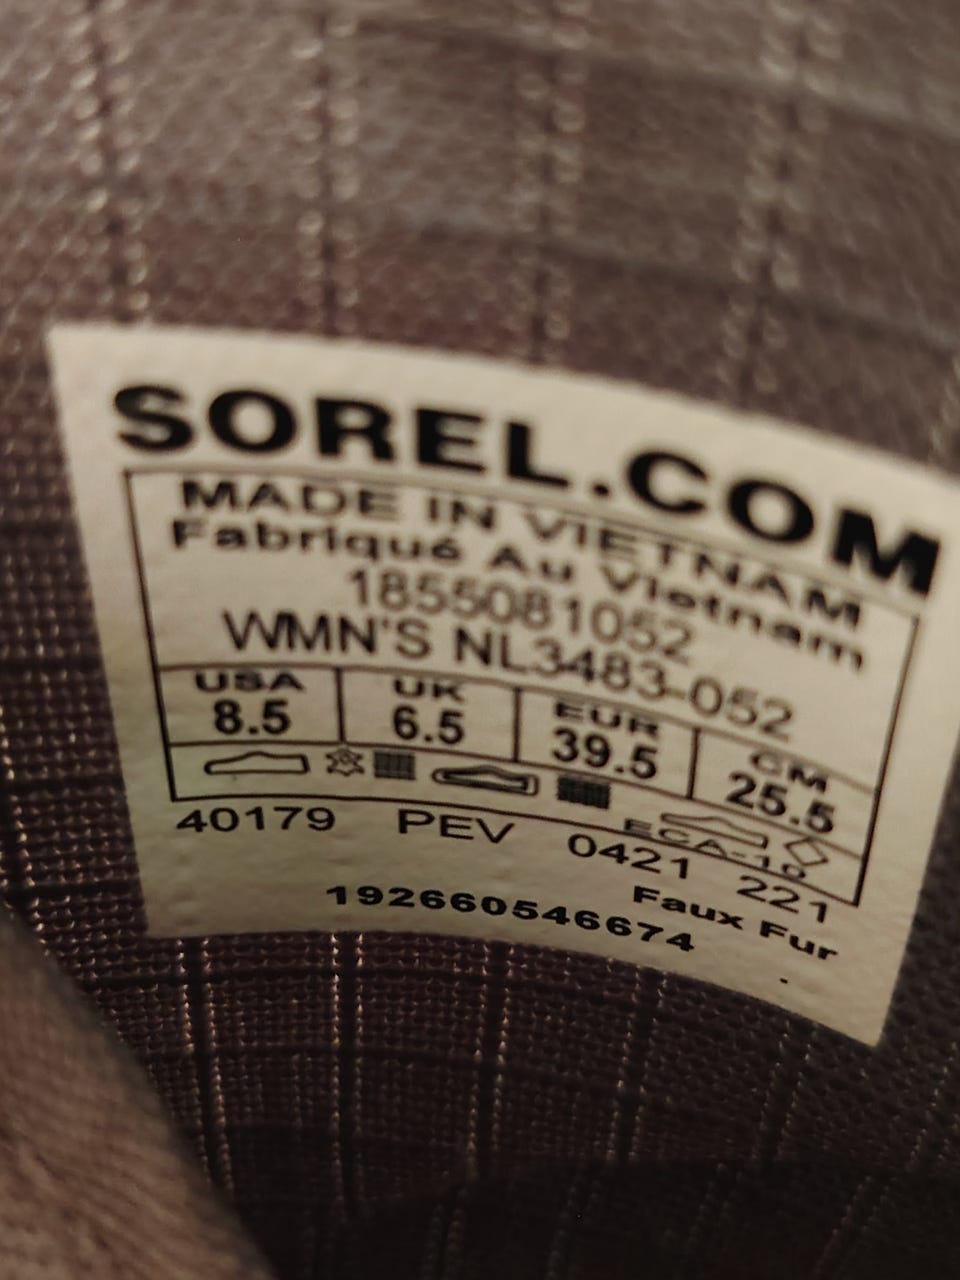 SOREL.COM
MADE IN VIETNAM
Fabriqué Au Vietnam
1855081052
WMN'S NL3483-052
USA UK EUR CM
8.5 6.5 39.5 25.5
ECA-10
40179 PEV 0421 221
192660546674 Faux Fur